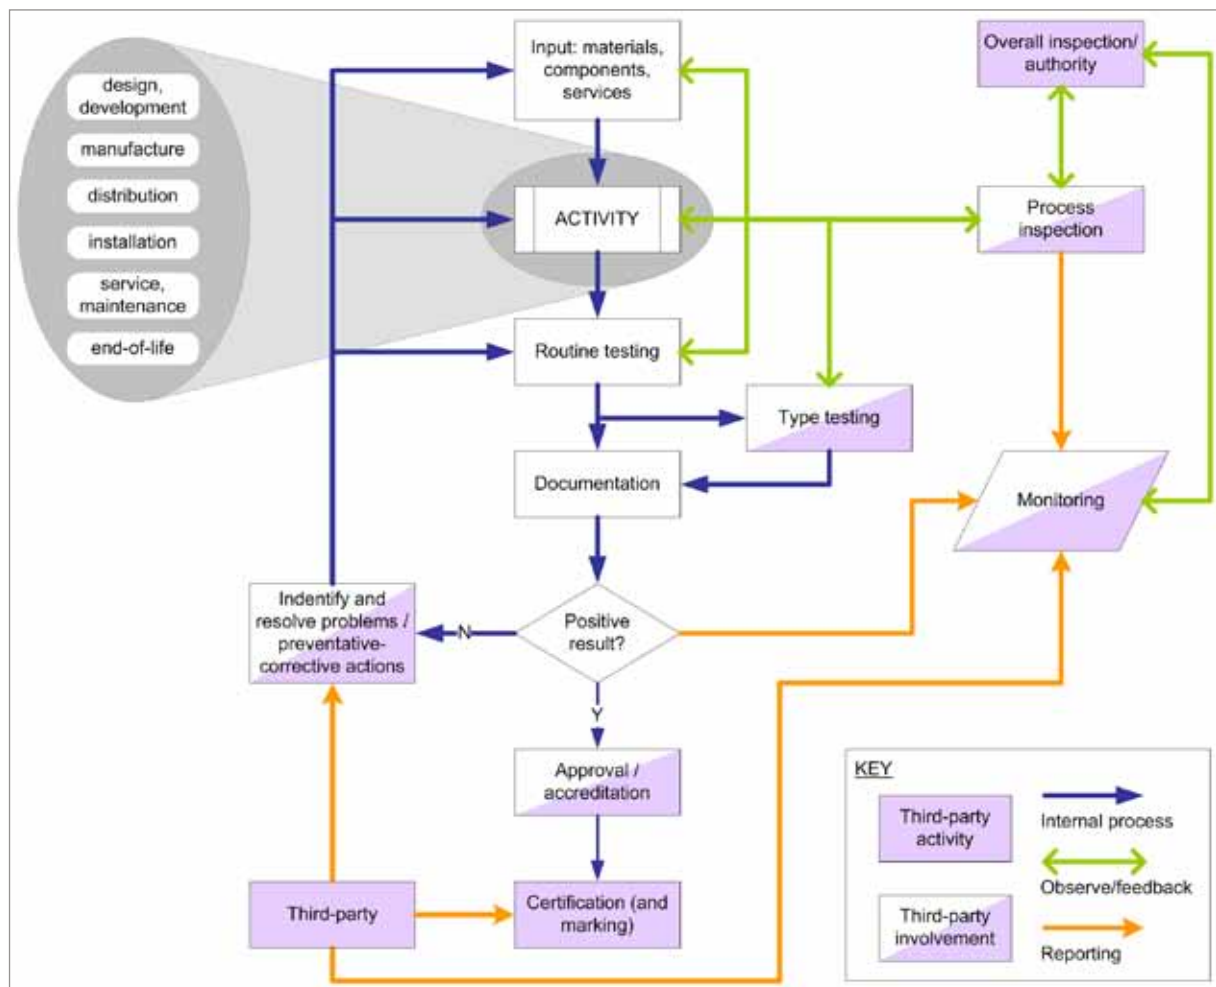 design,
development
manufacture
distribution
installation
service,
maintenance
end-of-life
Input: materials,
components,
services
ACTIVITY
Routine testing
Type testing
Documentation
Positive
result?
N
Y
Indentify and
resolve problems /
preventative-
corrective actions
Approval /
accreditation
Third-party
Certification (and
marking)
Overall inspection/
authority
Process
inspection
Monitoring
KEY
Third-party
activity
Third-party
involvement
Internal process
Observe/feedback
Reporting